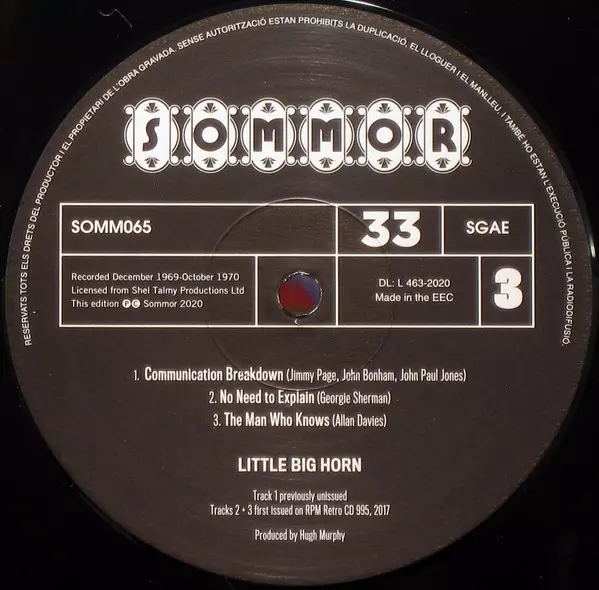 RESERVATS TOTS ELS DRETS DEL PRODUCTOR I EL PROPIETARI DE L'OBRA GRAVADA. SENSE AUTORITZACIÓ ESTAN PROHIBITS LA DUPLICACIÓ, EL LLOGUER I EL MANLLEU, I TAMBÉ HO ESTAN L'EXECUCIÓ PÚBLICA I LA RADIODIFUSIÓ.
SOMMOR
SOMM065
33
SGAE
Recorded December 1969-October 1970
Licensed from Shel Talmy Productions Ltd
This edition ℗ © Sommor 2020
DL: L 463-2020
Made in the EEC
3
1. Communication Breakdown (Jimmy Page, John Bonham, John Paul Jones)
2. No Need to Explain (Georgie Sherman)
3. The Man Who Knows (Allan Davies)
LITTLE BIG HORN
Track 1 previously unissued
Tracks 2 + 3 first issued on RPM Retro CD 995, 2017
Produced by Hugh Murphy